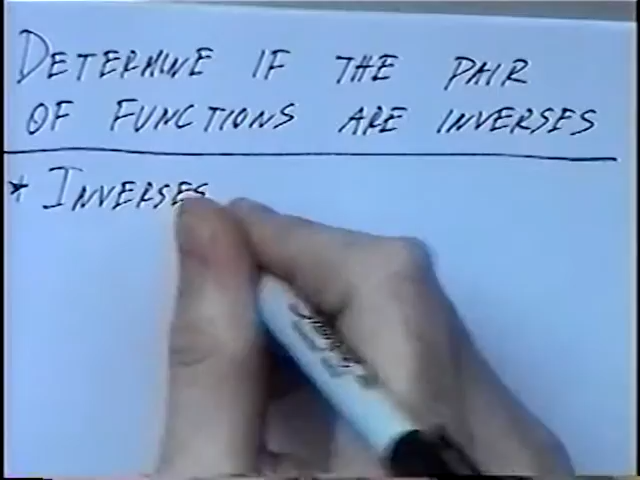 DETERMINE IF THE PAIR
OF FUNCTIONS ARE INVERSES
* INVERSES